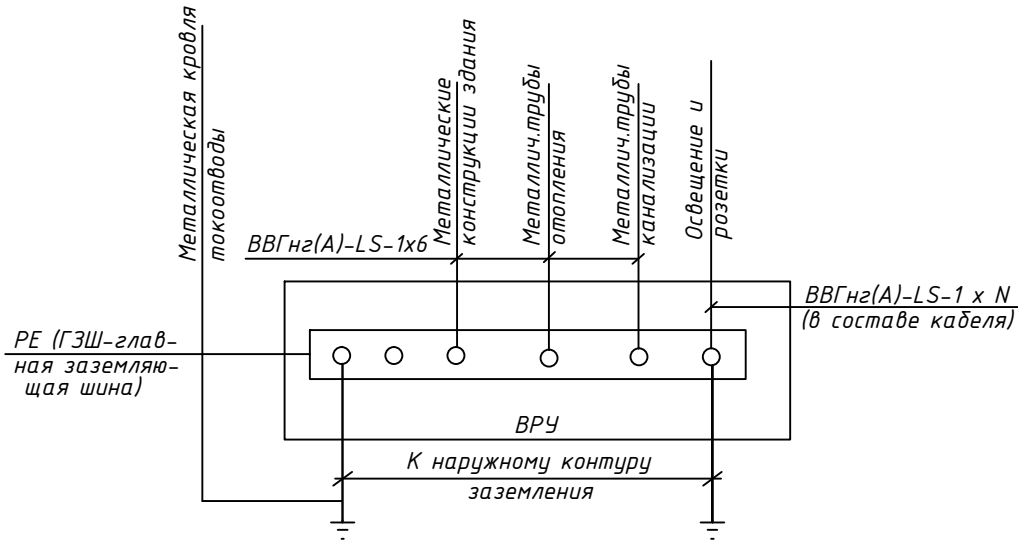 Металлическая кровля
токоотводы
Металлические
конструкции здания
Металлич.трубы
отопления
Металлич.трубы
канализации
Освещение и
розетки
ВВГнг(А)-LS-1х6
ВВГнг(А)-LS-1 х N
(в составе кабеля)
РЕ (ГЗШ-глав-
ная заземляю-
щая шина)
ВРУ
К наружному контуру
заземления